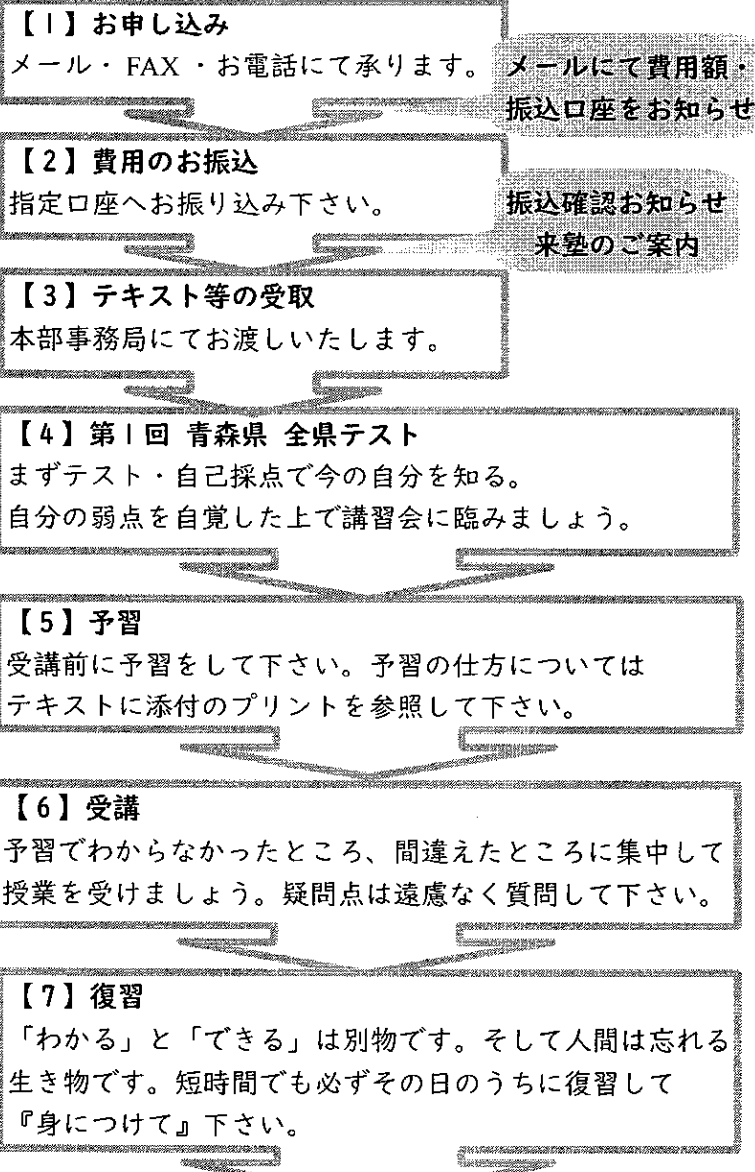 【1】お申し込み
メール・FAX・お電話にて承ります。
メールにて費用額・
振込口座をお知らせ
【2】費用のお振込
指定口座へお振り込み下さい。
振込確認お知らせ
来塾のご案内
【3】テキスト等の受取
本部事務局にてお渡しいたします。
【4】第1回 青森県 全県テスト
まずテスト・自己採点で今の自分を知る。
自分の弱点を自覚した上で講習会に臨みましょう。
【5】予習
受講前に予習をして下さい。予習の仕方については
テキストに添付のプリントを参照して下さい。
【6】受講
予習でわからなかったところ、間違えたところに集中して
授業を受けましょう。疑問点は遠慮なく質問して下さい。
【7】復習
「わかる」と「できる」は別物です。そして人間は忘れる
生き物です。短時間でも必ずその日のうちに復習して
『身につけて』下さい。